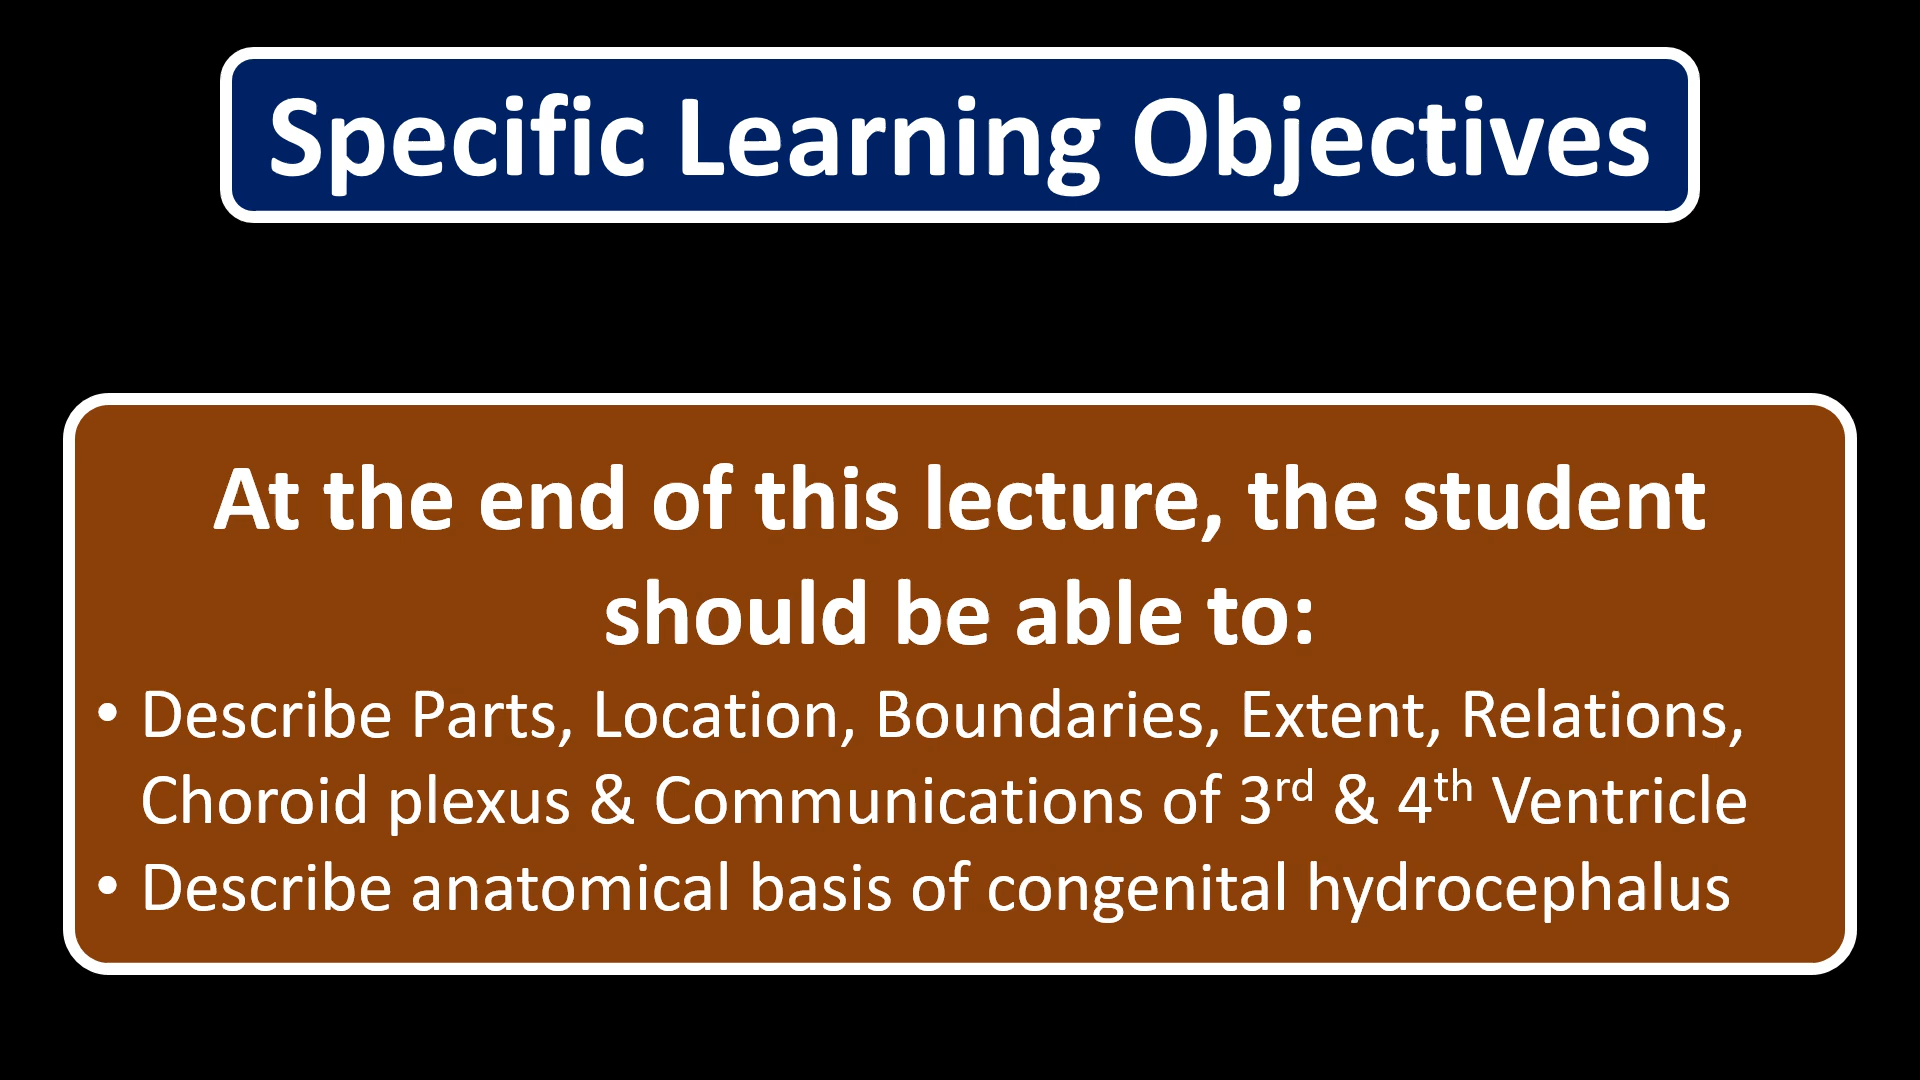 Specific Learning Objectives
At the end of this lecture, the student
should be able to:
• Describe Parts, Location, Boundaries, Extent, Relations,
Choroid plexus & Communications of 3rd & 4th Ventricle
• Describe anatomical basis of congenital hydrocephalus